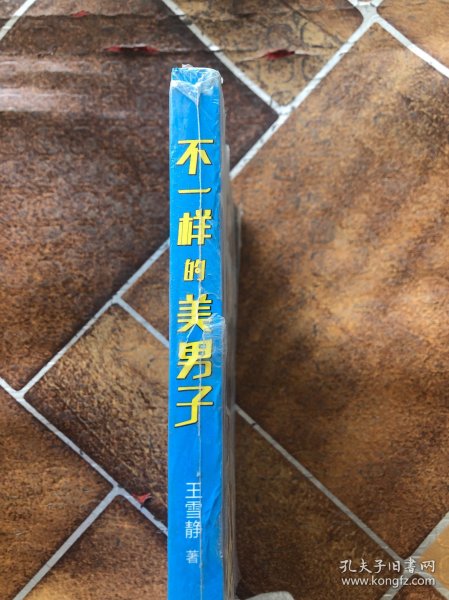 不一样的美男子
王雪静 著
孔夫子旧书网
www.kongfz.com